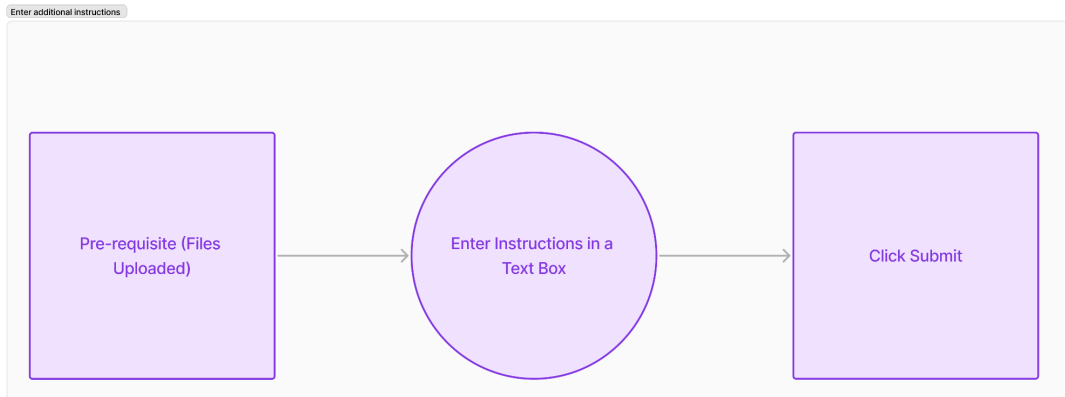 Enter additional instructions
Pre-requisite (Files
Uploaded)
Enter Instructions in a
Text Box
Click Submit